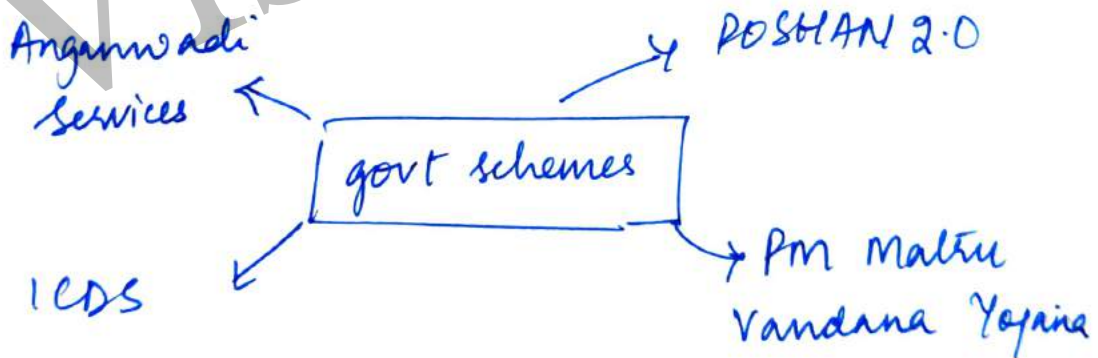 Anganwadi
Services
POSHAN 2.0
govt schemes
ICDS
PM Matru
Vandana Yojana